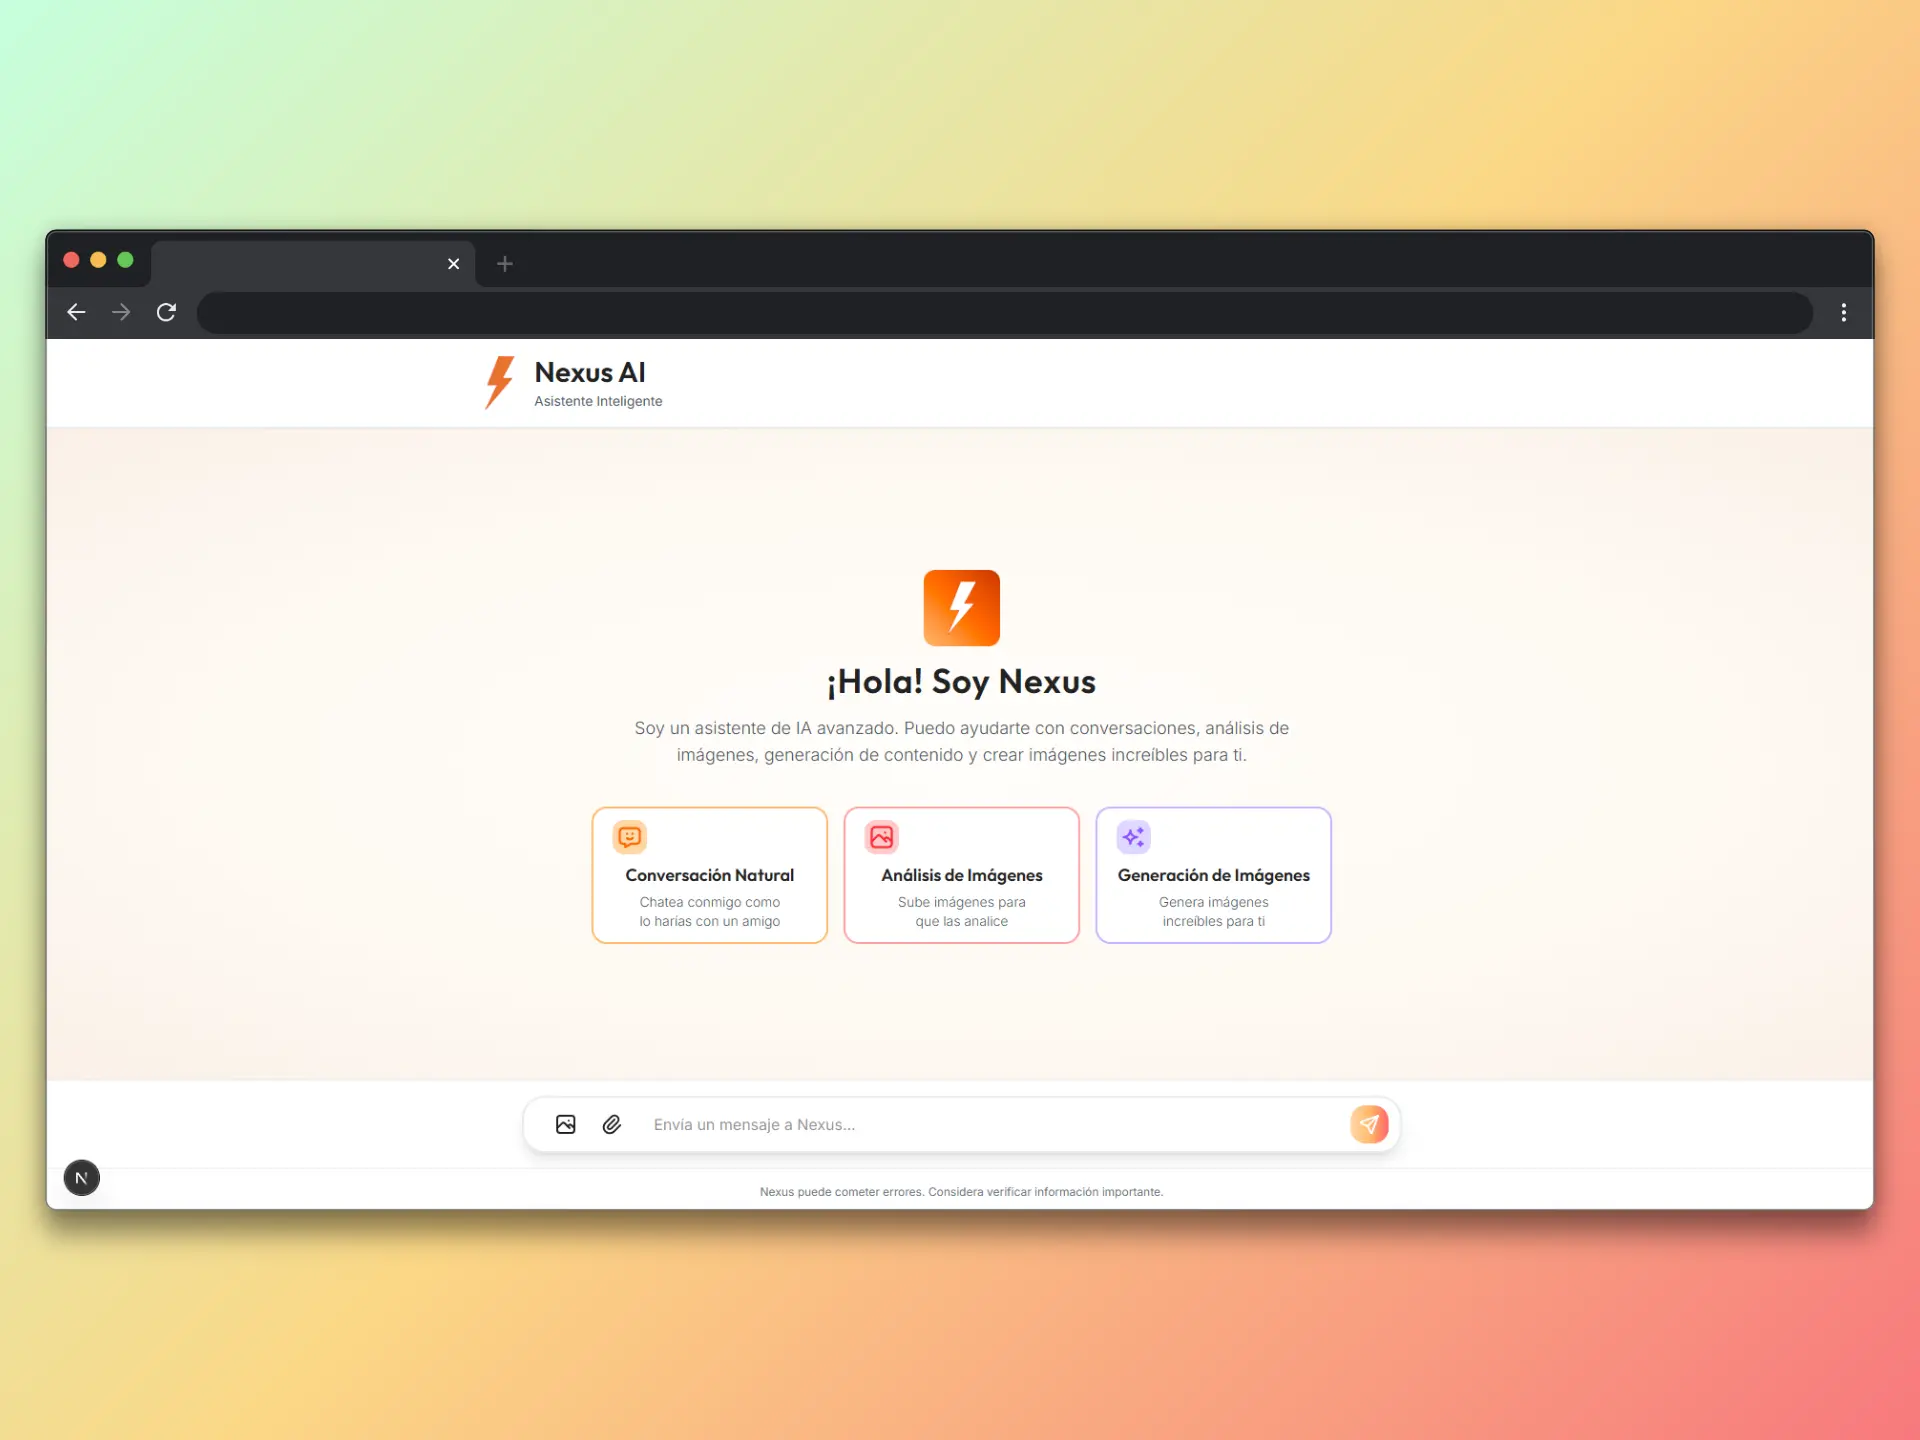 Nexus AI
Asistente Inteligente
¡Hola! Soy Nexus
Soy un asistente de IA avanzado. Puedo ayudarte con conversaciones, análisis de
imágenes, generación de contenido y crear imágenes increíbles para ti.
Conversación Natural
Chatea conmigo como
lo harías con un amigo
Análisis de Imágenes
Sube imágenes para
que las analice
Generación de Imágenes
Genera imágenes
increíbles para ti
Envía un mensaje a Nexus...
N
Nexus puede cometer errores. Considera verificar información importante.